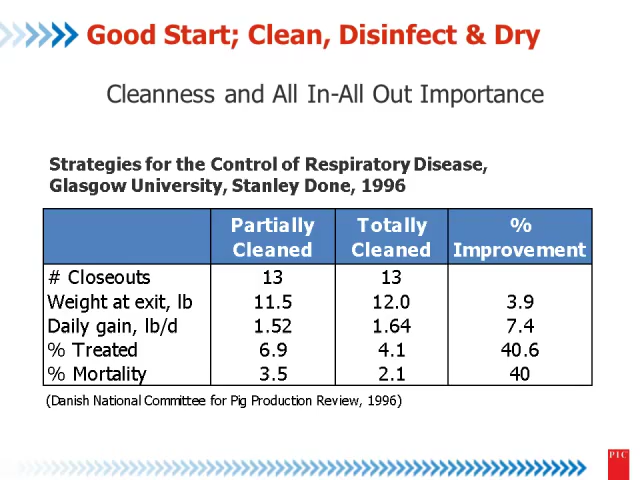 Good Start; Clean, Disinfect & Dry
Cleanness and All In-All Out Importance
Strategies for the Control of Respiratory Disease,
Glasgow University, Stanley Done, 1996
Partially Cleaned Totally Cleaned % Improvement
# Closeouts 13 13
Weight at exit, lb 11.5 12.0 3.9
Daily gain, lb/d 1.52 1.64 7.4
% Treated 6.9 4.1 40.6
% Mortality 3.5 2.1 40
(Danish National Committee for Pig Production Review, 1996)
PIC